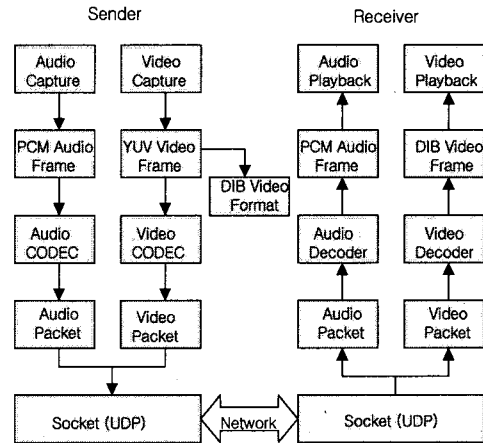 Sender
Receiver
Audio
Capture
Video
Capture
Audio
Playback
Video
Playback
PCM Audio
Frame
YUV Video
Frame
PCM Audio
Frame
DIB Video
Frame
DIB Video
Format
Audio
CODEC
Video
CODEC
Audio
Decoder
Video
Decoder
Audio
Packet
Video
Packet
Audio
Packet
Video
Packet
Socket (UDP)
Network
Socket (UDP)